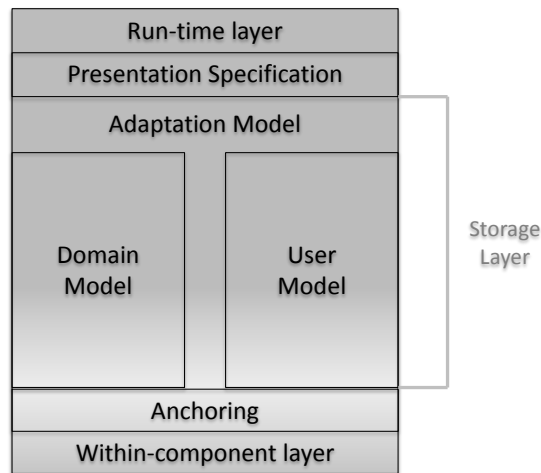 Run-time layer
Presentation Specification
Adaptation Model
Domain
Model
User
Model
Storage
Layer
Anchoring
Within-component layer